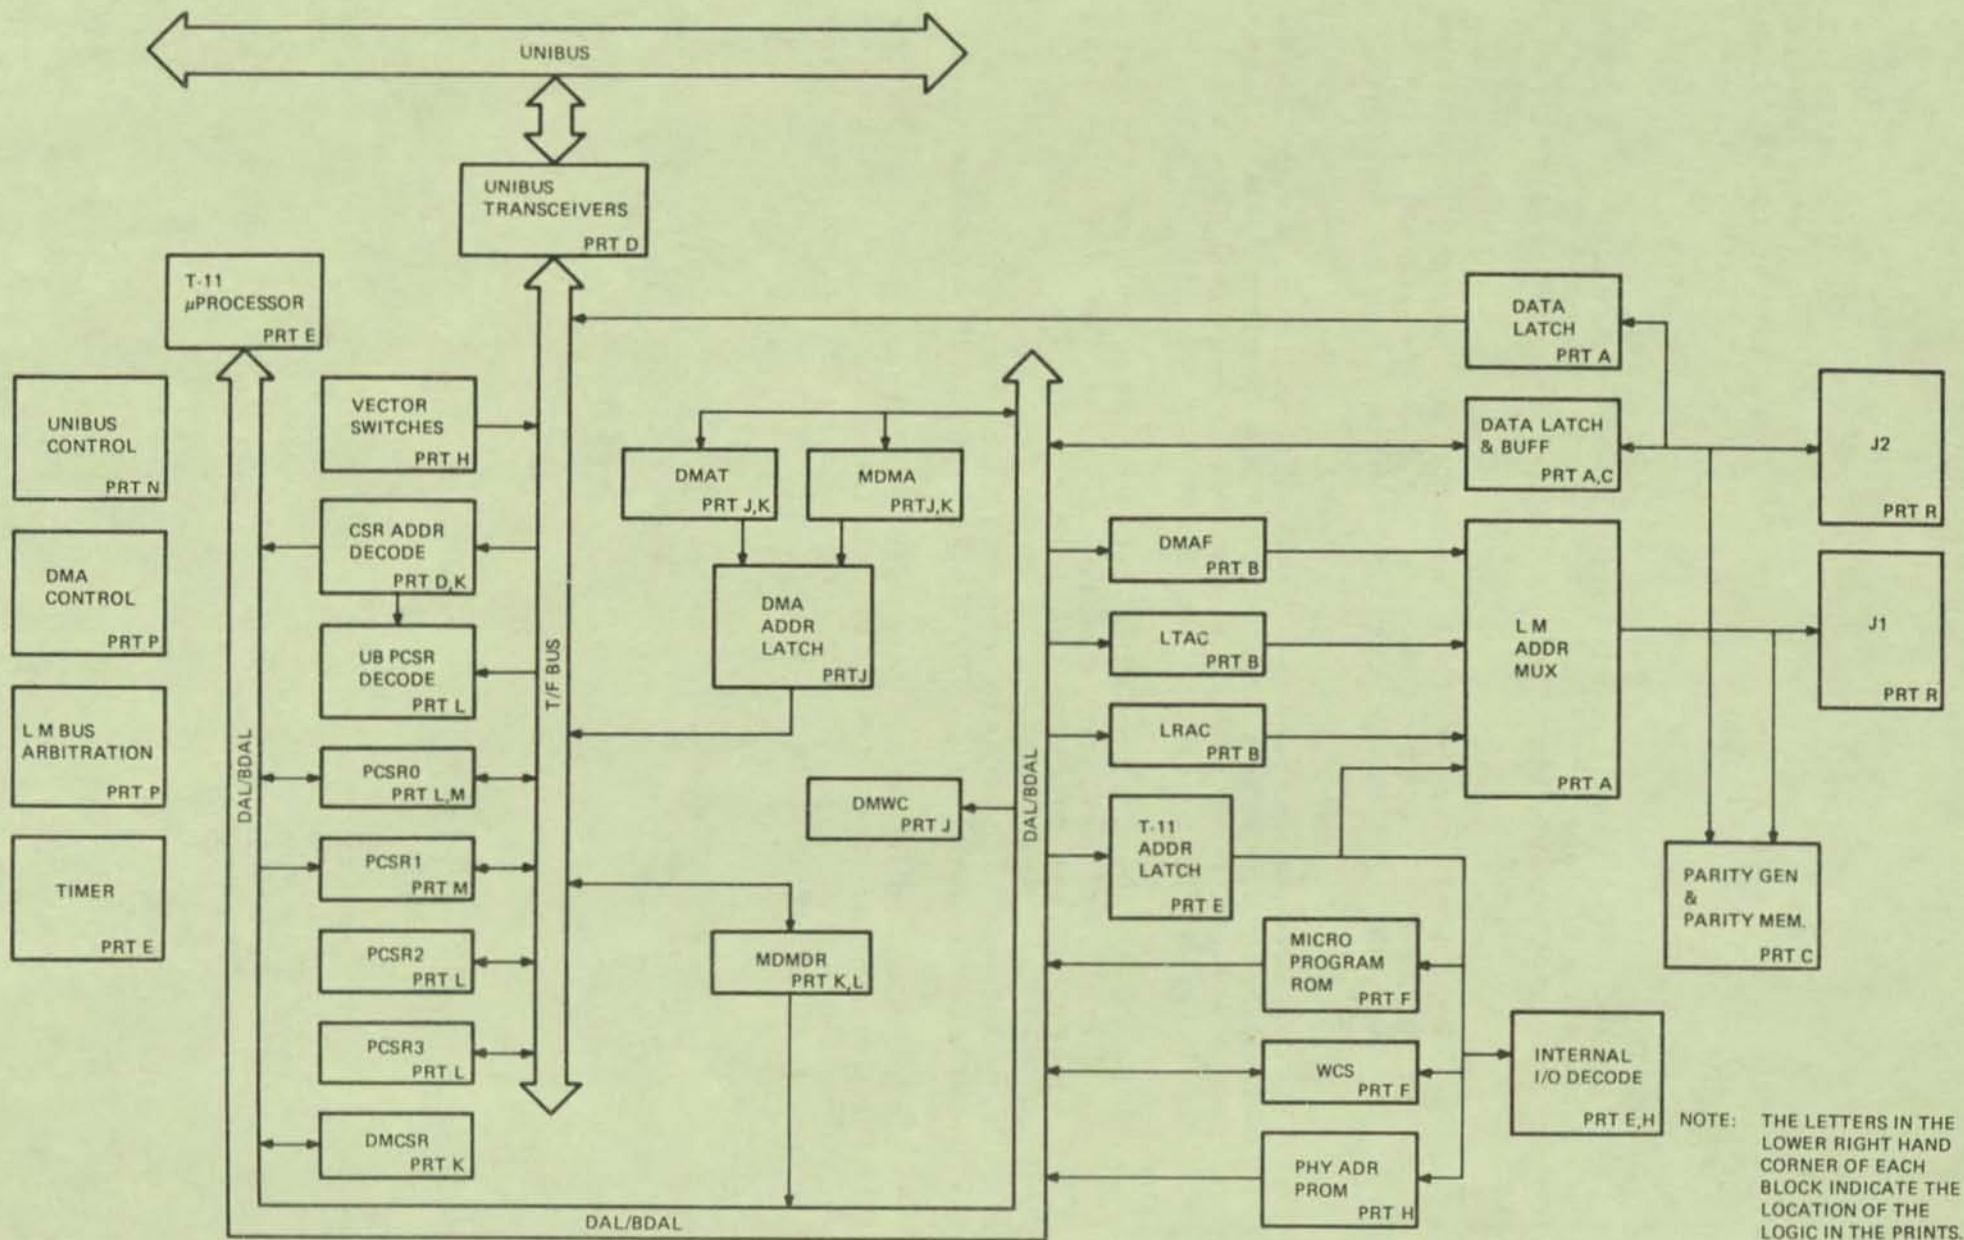 UNIBUS
UNIBUS
TRANSCEIVERS
PRT D
T-11
µPROCESSOR
PRT E
UNIBUS
CONTROL
PRT N
DMA
CONTROL
PRT P
L M BUS
ARBITRATION
PRT P
TIMER
PRT E
DAL/BDAL
VECTOR
SWITCHES
PRT H
CSR ADDR
DECODE
PRT D,K
UB PCSR
DECODE
PRT L
PCSR0
PRT L,M
PCSR1
PRT M
PCSR2
PRT L
PCSR3
PRT L
DMCSR
PRT K
T/F BUS
DMAT
PRT J,K
MDMA
PRTJ,K
DMA
ADDR
LATCH
PRTJ
DMWC
PRT J
MDMDR
PRT K,L
DAL/BDAL
DAL/BDAL
DATA
LATCH
PRT A
DATA LATCH
& BUFF
PRT A,C
DMAF
PRT B
LTAC
PRT B
LRAC
PRT B
T-11
ADDR
LATCH
PRT E
L M
ADDR
MUX
PRT A
MICRO
PROGRAM
ROM
PRT F
WCS
PRT F
PHY ADR
PROM
PRT H
INTERNAL
I/O DECODE
PRT E,H
J2
PRT R
J1
PRT R
PARITY GEN
&
PARITY MEM.
PRT C
NOTE: THE LETTERS IN THE
LOWER RIGHT HAND
CORNER OF EACH
BLOCK INDICATE THE
LOCATION OF THE
LOGIC IN THE PRINTS.